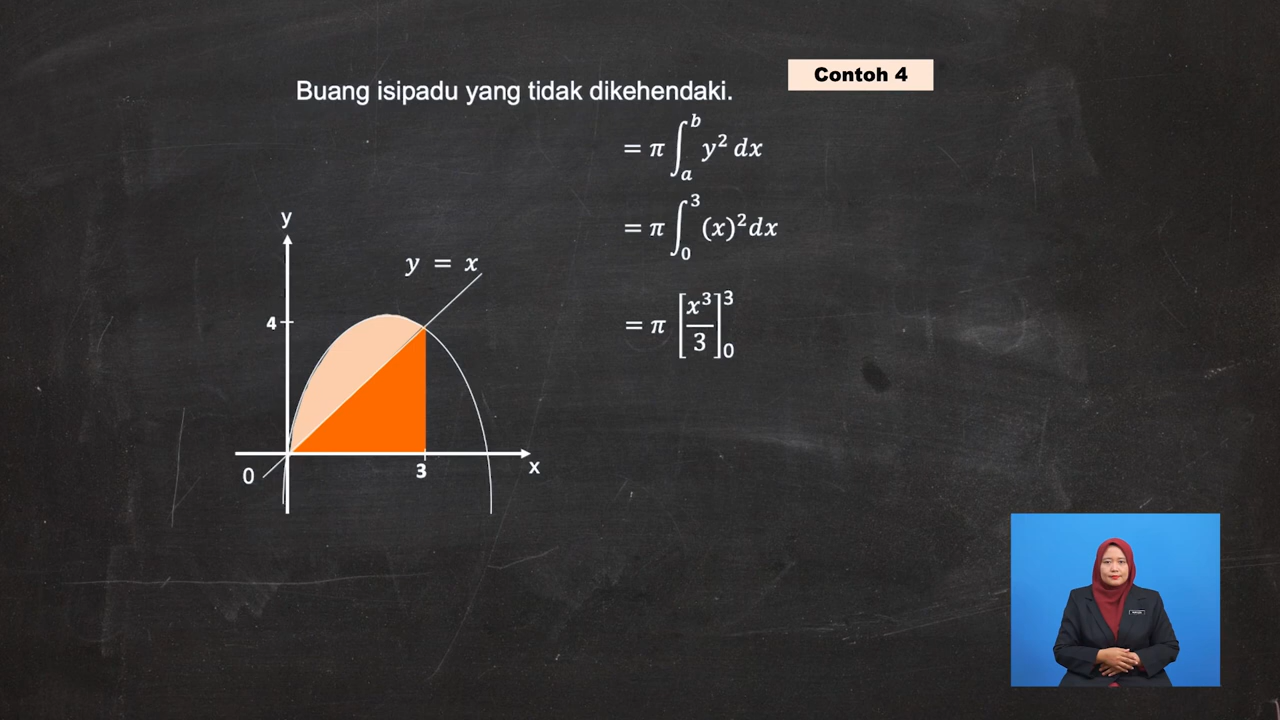 Contoh 4
Buang isipadu yang tidak dikehendaki.
= π ∫_a^b y² dx
= π ∫_0^3 (x)² dx
= π [x³/3]_0^3
y
y = x
4
0
3
x